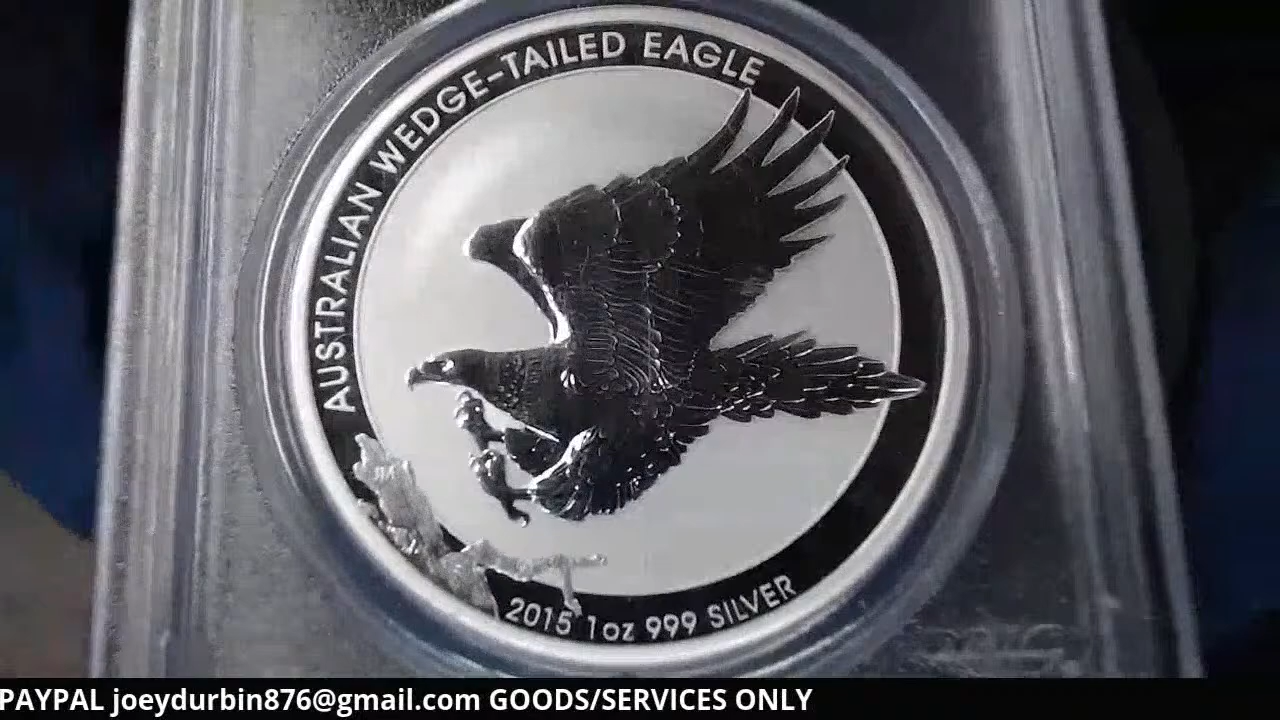 AUSTRALIAN WEDGE-TAILED EAGLE
2015 1oz 999 SILVER
PAYPAL joeydurbin876@gmail.com GOODS/SERVICES ONLY